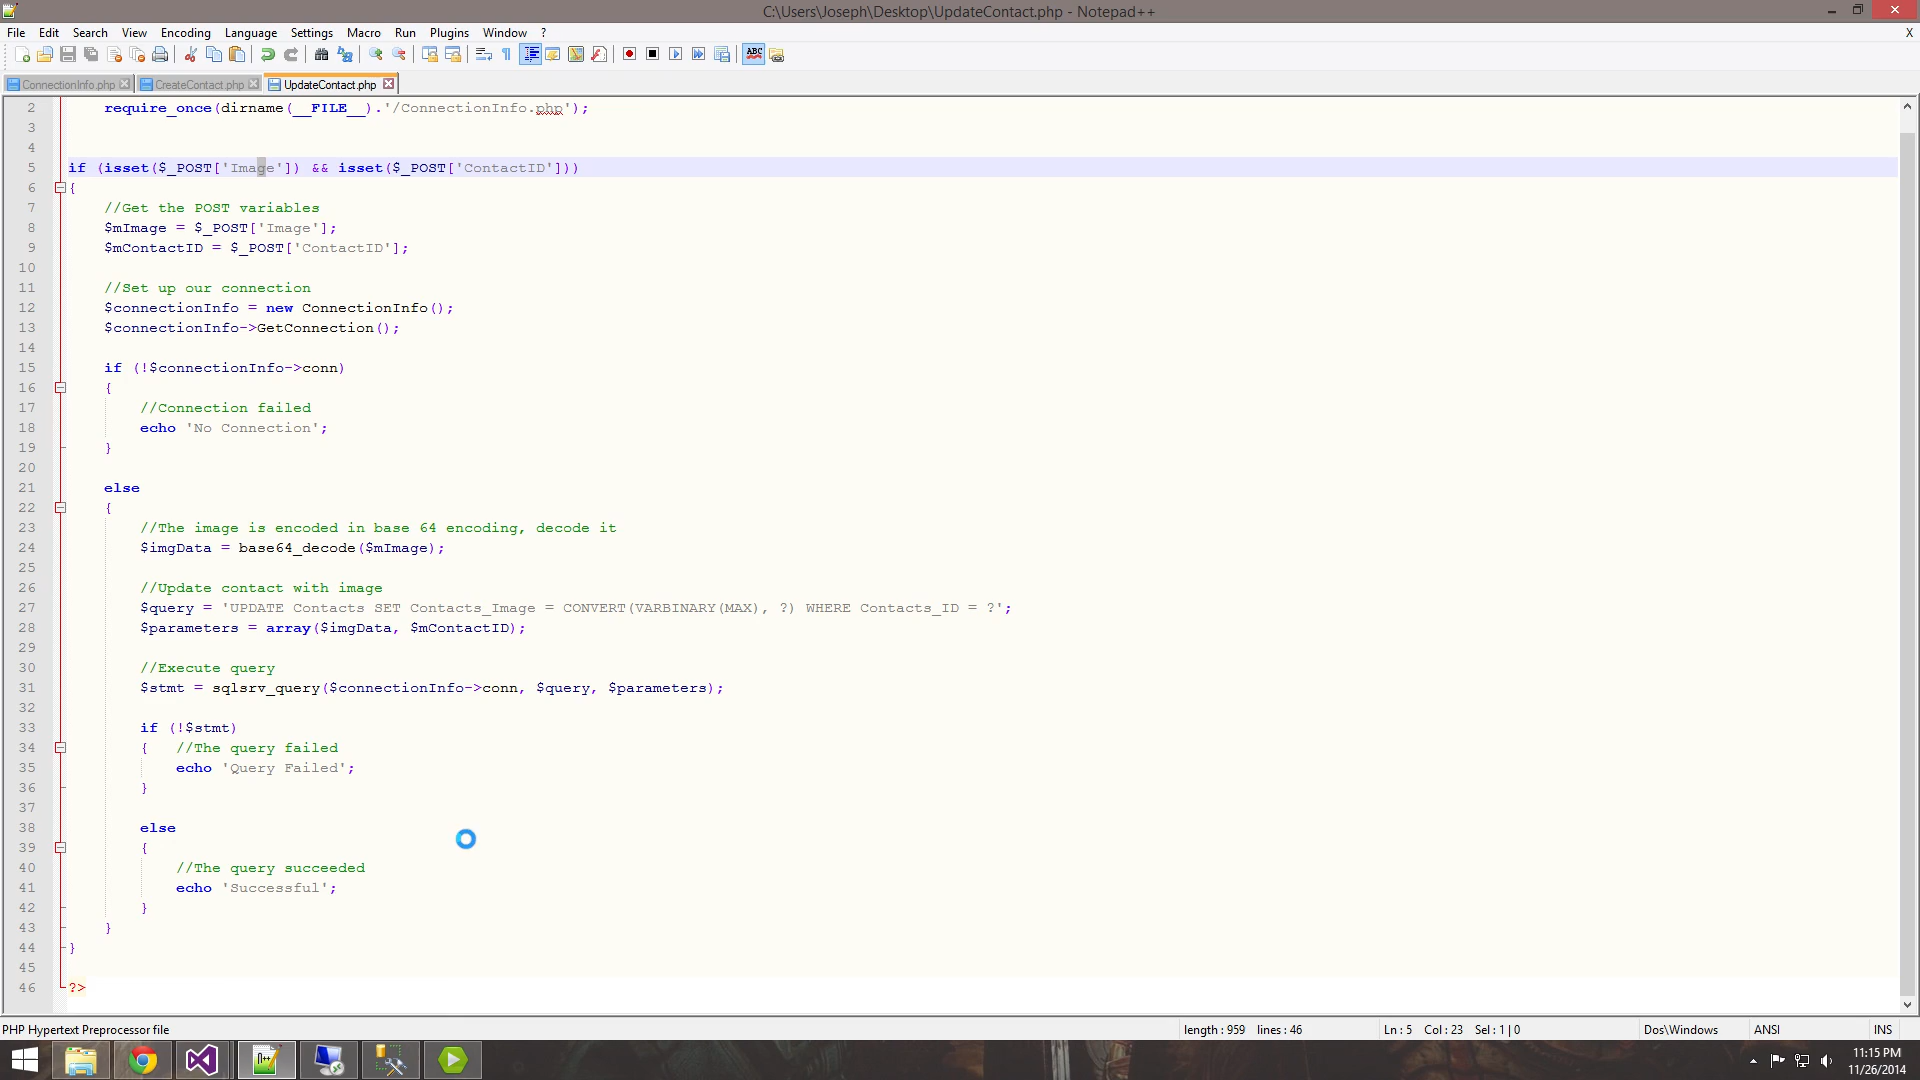 C:\Users\Joseph\Desktop\UpdateContact.php - Notepad++
File Edit Search View Encoding Language Settings Macro Run Plugins Window ? X
ABC
ConnectionInfo.php CreateContact.php UpdateContact.php
2 require_once(dirname(__FILE__).'/ConnectionInfo.php');
3
4
5 if (isset($_POST['Image']) && isset($_POST['ContactID']))
6 {
7 //Get the POST variables
8 $mImage = $_POST['Image'];
9 $mContactID = $_POST['ContactID'];
10
11 //Set up our connection
12 $connectionInfo = new ConnectionInfo();
13 $connectionInfo->GetConnection();
14
15 if (!$connectionInfo->conn)
16 {
17 //Connection failed
18 echo 'No Connection';
19 }
20
21 else
22 {
23 //The image is encoded in base 64 encoding, decode it
24 $imgData = base64_decode($mImage);
25
26 //Update contact with image
27 $query = 'UPDATE Contacts SET Contacts_Image = CONVERT(VARBINARY(MAX), ?) WHERE Contacts_ID = ?';
28 $parameters = array($imgData, $mContactID);
29
30 //Execute query
31 $stmt = sqlsrv_query($connectionInfo->conn, $query, $parameters);
32
33 if (!$stmt)
34 { //The query failed
35 echo 'Query Failed';
36 }
37
38 else
39 {
40 //The query succeeded
41 echo 'Successful';
42 }
43 }
44 }
45
46 ?>
PHP Hypertext Preprocessor file length : 959 lines : 46 Ln : 5 Col : 23 Sel : 1 | 0 Dos\Windows ANSI INS
11:15 PM
11/26/2014